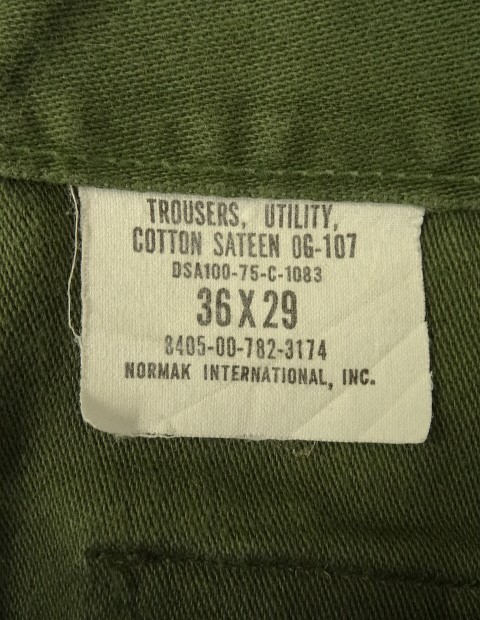 TROUSERS, UTILITY,
COTTON SATEEN OG-107
DSA100-75-C-1083
36X29
8405-00-782-3174
NORMAK INTERNATIONAL, INC.